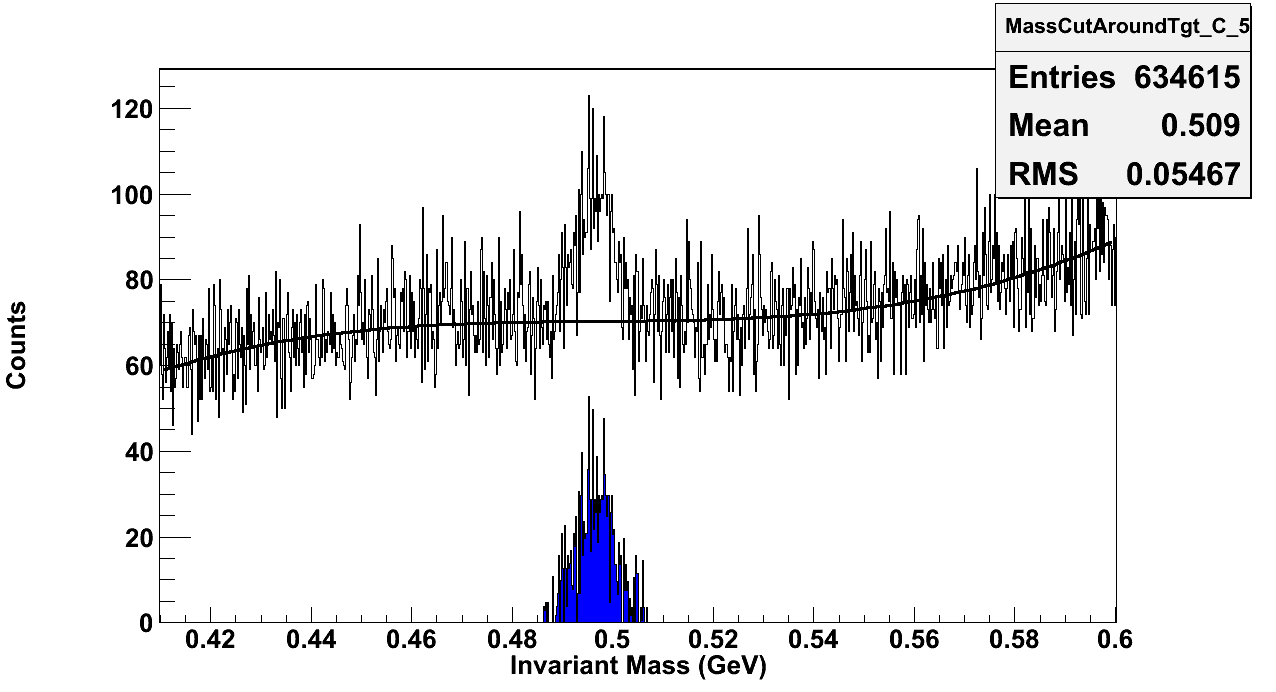 MassCutAroundTgt_C_5
Entries 634615
Mean 0.509
RMS 0.05467
120
100
80
60
40
20
0
Counts
0.42 0.44 0.46 0.48 0.5 0.52 0.54 0.56 0.58 0.6
Invariant Mass (GeV)